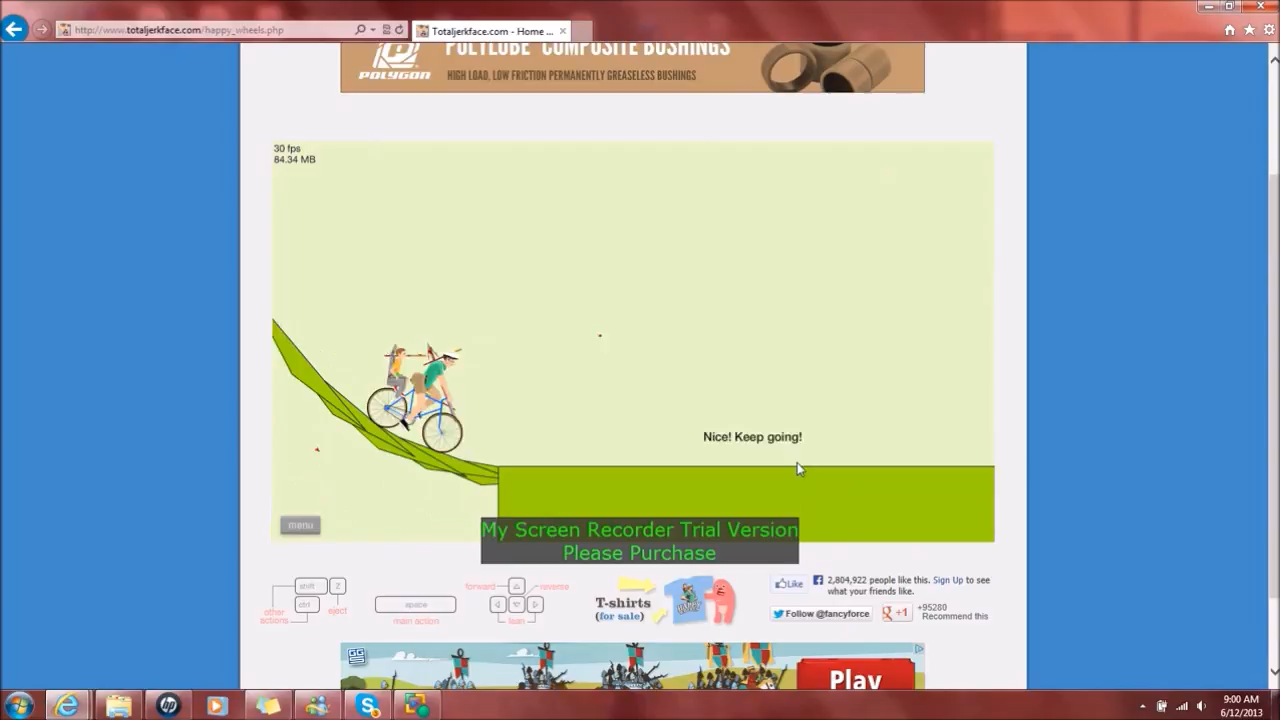 http://www.totaljerkface.com/happy_wheels.php
Totaljerkface.com - Home ...
POLYGON
POLYLUBE® COMPOSITE BUSHINGS
HIGH LOAD, LOW FRICTION PERMANENTLY GREASELESS BUSHINGS
30 fps
84.34 MB
Nice! Keep going!
menu
My Screen Recorder Trial Version
Please Purchase
shift
Z
ctrl
other
actions
eject
space
main action
forward
reverse
lean
T-shirts
(for sale)
Like
2,804,922 people like this. Sign Up to see
what your friends like.
Follow @fancyforce
+1
+95280
Recommend this
GGS
Play
hp
9:00 AM
6/12/2013